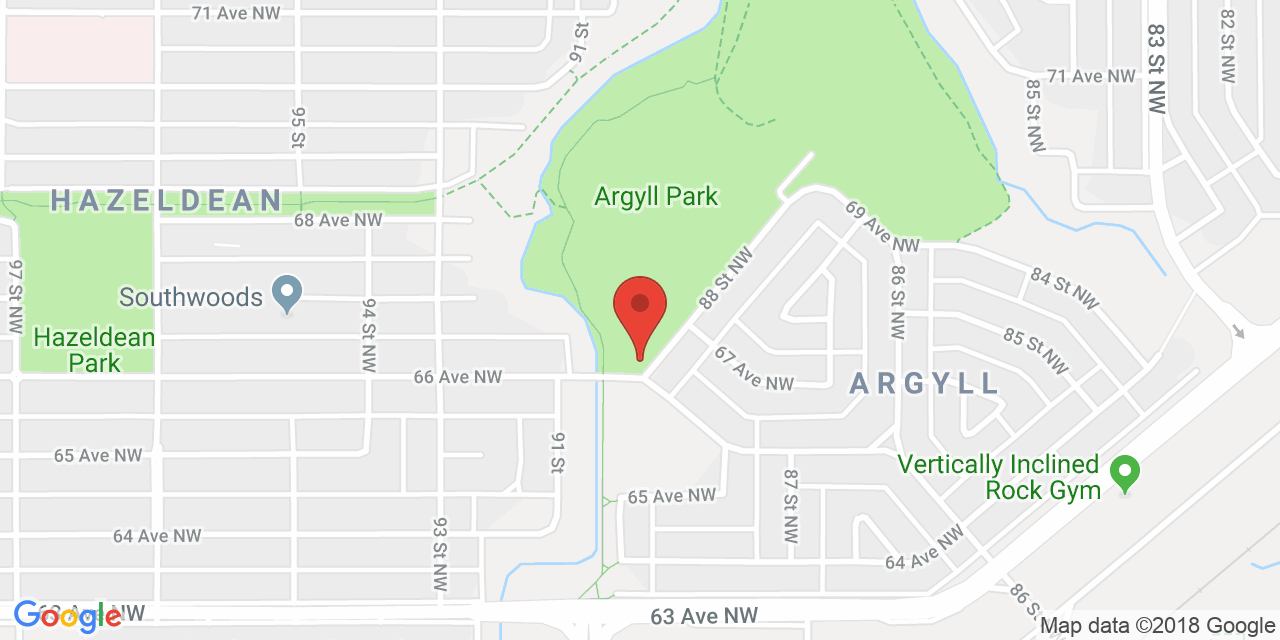 71 Ave NW
91 St
83 St NW
82 St NW
71 Ave NW
85 St NW
95 St
HAZELDEAN
Argyll Park
68 Ave NW
69 Ave NW
97 St NW
Southwoods
94 St NW
88 St NW
86 St NW
84 St NW
Hazeldean
Park
85 St NW
67 Ave NW
66 Ave NW
ARGYLL
65 Ave NW
91 St
Vertically Inclined
Rock Gym
65 Ave NW
87 St NW
64 Ave NW
93 St NW
64 Ave NW
86 St
Google
63 Ave NW
63 Ave NW
Map data ©2018 Google